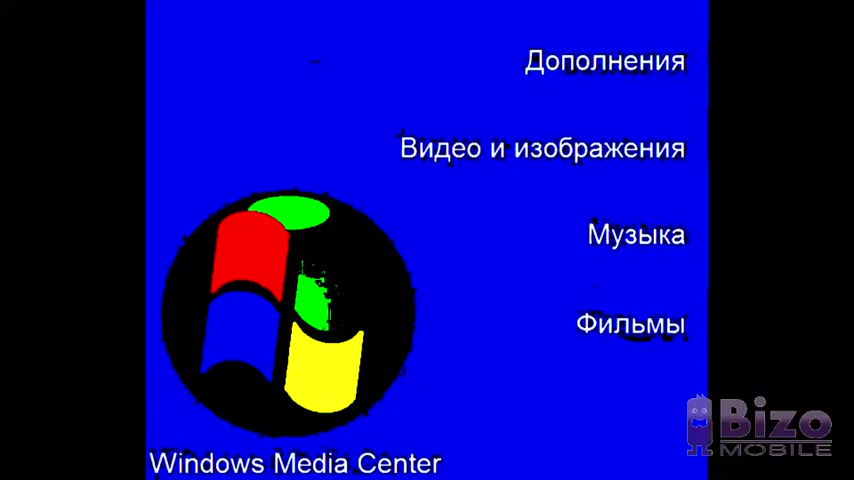 Дополнения
Видео и изображения
Музыка
Фильмы
Windows Media Center
Bizo
MOBILE